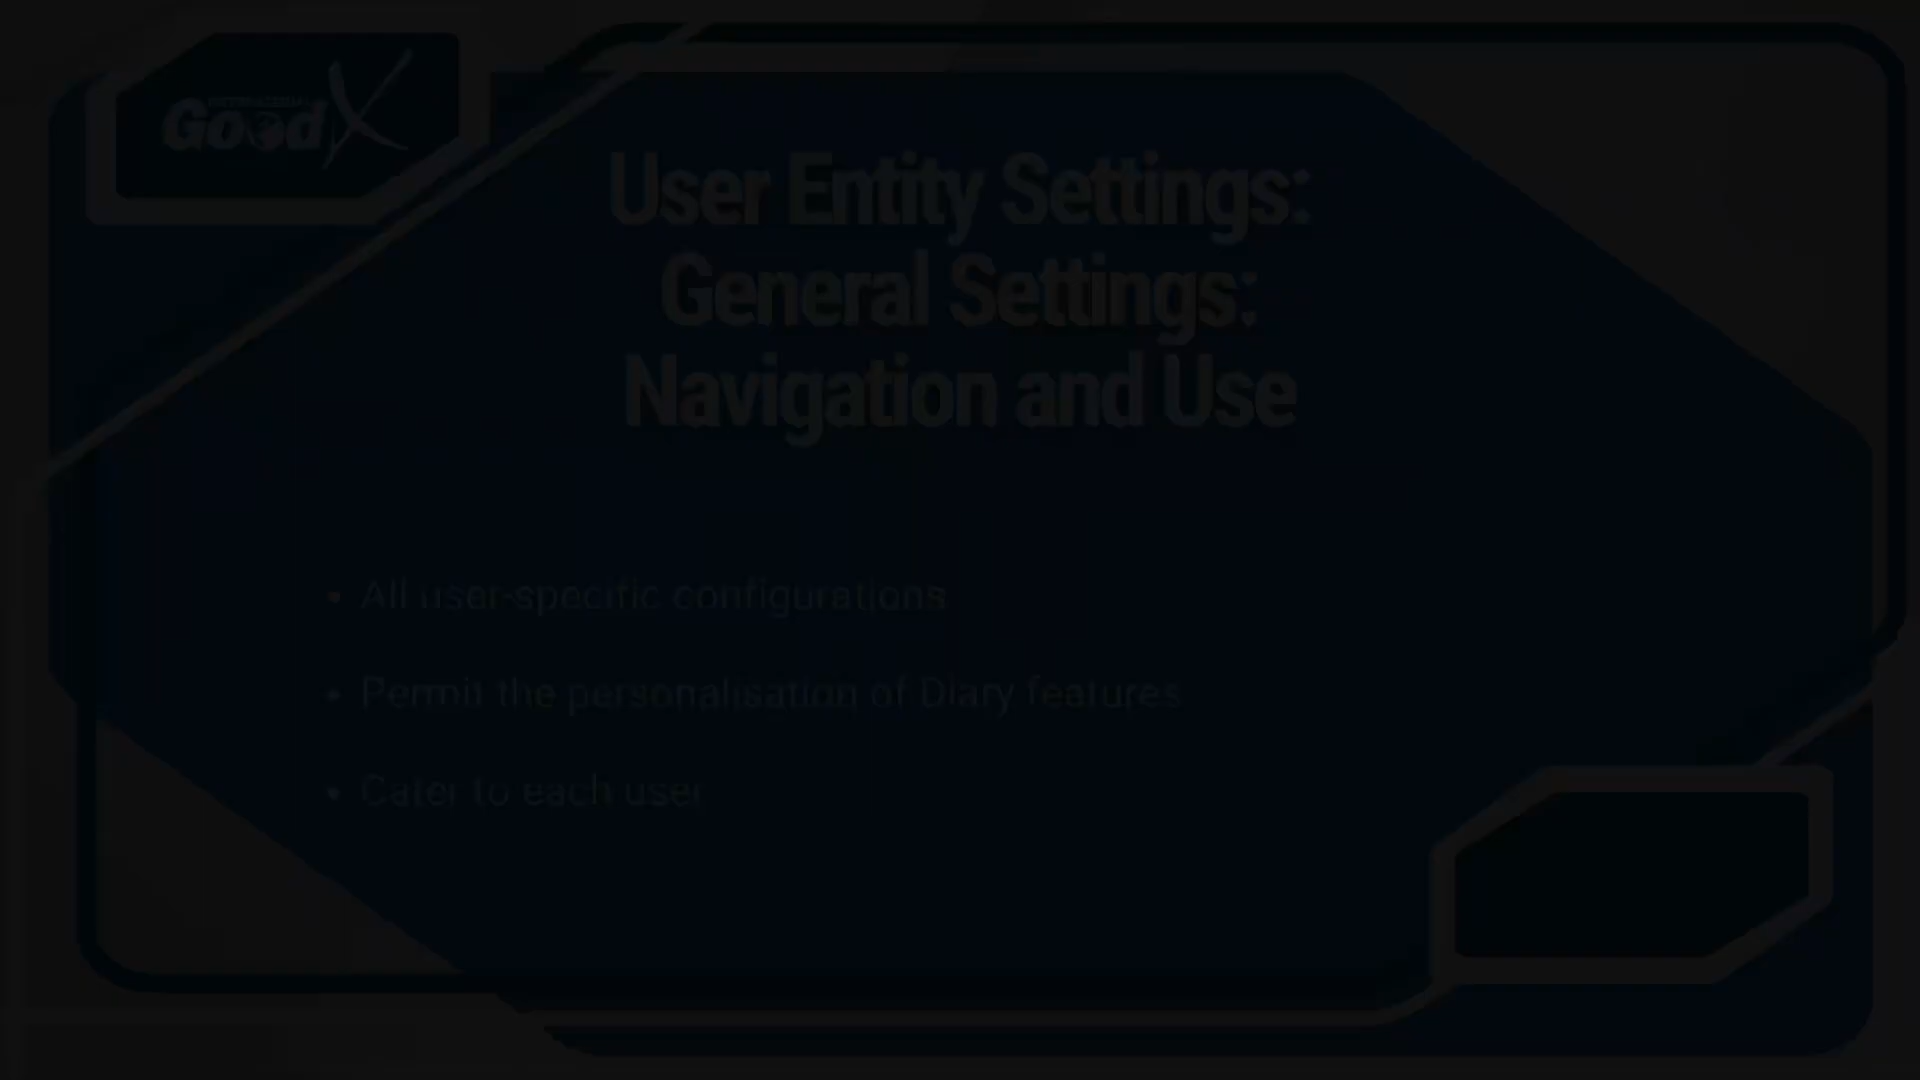 INTERNATIONAL
GoodX
User Entity Settings:
General Settings:
Navigation and Use
• All user-specific configurations
• Permit the personalisation of Diary features
• Cater to each user